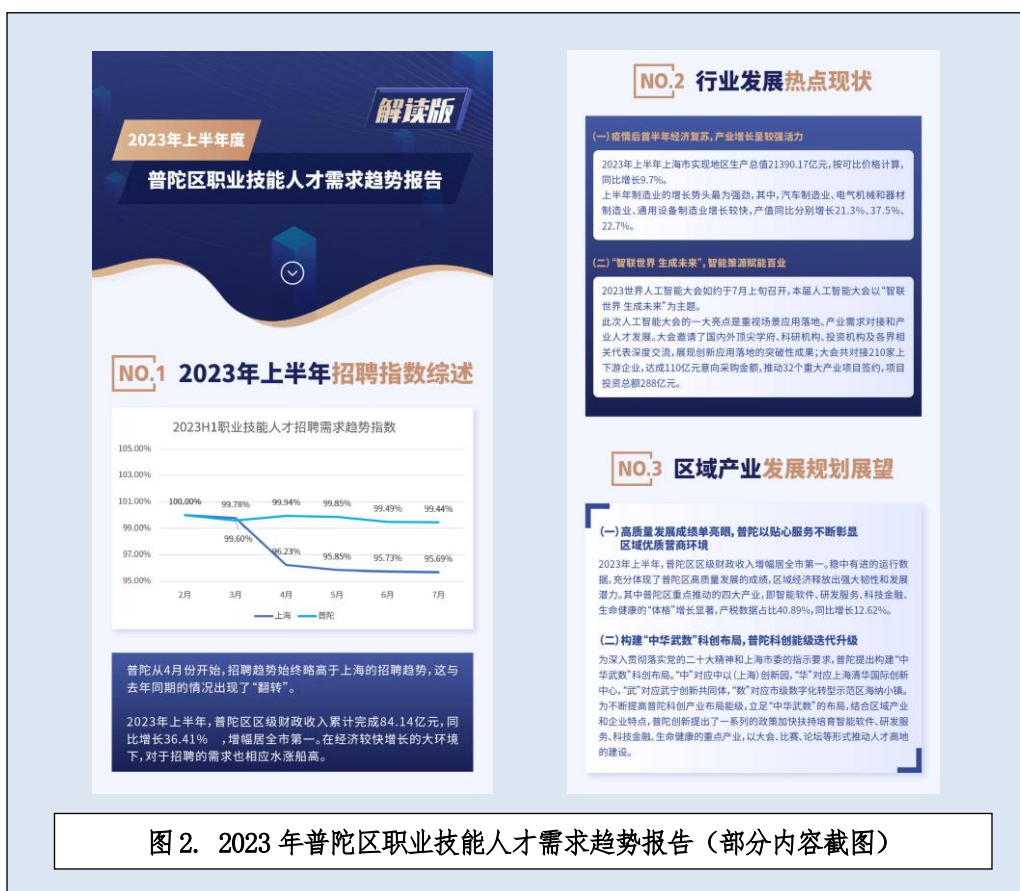 解读版
2023年上半年度
普陀区职业技能人才需求趋势报告
NO.1 2023年上半年招聘指数综述
2023H1职业技能人才招聘需求趋势指数
105.00%
103.00%
101.00%
99.00%
97.00%
95.00%
100.00%
99.78%
99.94%
99.85%
99.49%
99.44%
99.60%
96.23%
95.85%
95.73%
95.69%
2月 3月 4月 5月 6月 7月
上海 普陀
普陀从4月份开始,招聘趋势始终略高于上海的招聘趋势,这与
去年同期的情况出现了“翻转”。
2023年上半年,普陀区区级财政收入累计完成84.14亿元,同
比增长36.41% ,增幅居全市第一。在经济较快增长的大环境
下,对于招聘的需求也相应水涨船高。
NO.2 行业发展热点现状
(一)疫情后首半年经济复苏,产业增长呈较强活力
2023年上半年上海市实现地区生产总值21390.17亿元,按可比价格计算,
同比增长9.7%。
上半年制造业的增长势头最为强劲,其中,汽车制造业、电气机械和器材
制造业、通用设备制造业增长较快,产值同比分别增长21.3%、37.5%、
22.7%。
(二)“智联世界 生成未来”,智能策源赋能百业
2023世界人工智能大会如约于7月上旬召开,本届人工智能大会以“智联
世界 生成未来”为主题。
此次人工智能大会的一大亮点是重视场景应用落地、产业需求对接和产
业人才发展。大会邀请了国内外顶尖学府、科研机构、投资机构及各界相
关代表深度交流,展现创新应用落地的突破性成果;大会共对接210家上
下游企业,达成110亿元意向采购金额,推动32个重大产业项目签约,项目
投资总额288亿元。
NO.3 区域产业发展规划展望
(一)高质量发展成绩单亮眼,普陀以贴心服务不断彰显
区域优质营商环境
2023年上半年,普陀区区级财政收入增幅居全市第一。稳中有进的运行数
据,充分体现了普陀区高质量发展的成绩,区域经济释放出强大韧性和发展
潜力。其中普陀区重点推动的四大产业,即智能软件、研发服务、科技金融、
生命健康的“体格”增长显著,产税数据占比40.89%,同比增长12.62%。
(二)构建“中华武数”科创布局,普陀科创能级迭代升级
为深入贯彻落实党的二十大精神和上海市委的指示要求,普陀提出构建“中
华武数”科创布局。“中”对应中以(上海)创新园,“华”对应上海清华国际创新
中心,“武”对应武宁创新共同体,“数”对应市级数字化转型示范区海纳小镇。
为不断提高普陀科创产业布局能级,立足“中华武数”的布局,结合区域产业
和企业特点,普陀创新提出了一系列的政策加快扶持培育智能软件、研发服
务、科技金融、生命健康的重点产业,以大会、比赛、论坛等形式推动人才高地
的建设。
图2. 2023年普陀区职业技能人才需求趋势报告(部分内容截图)